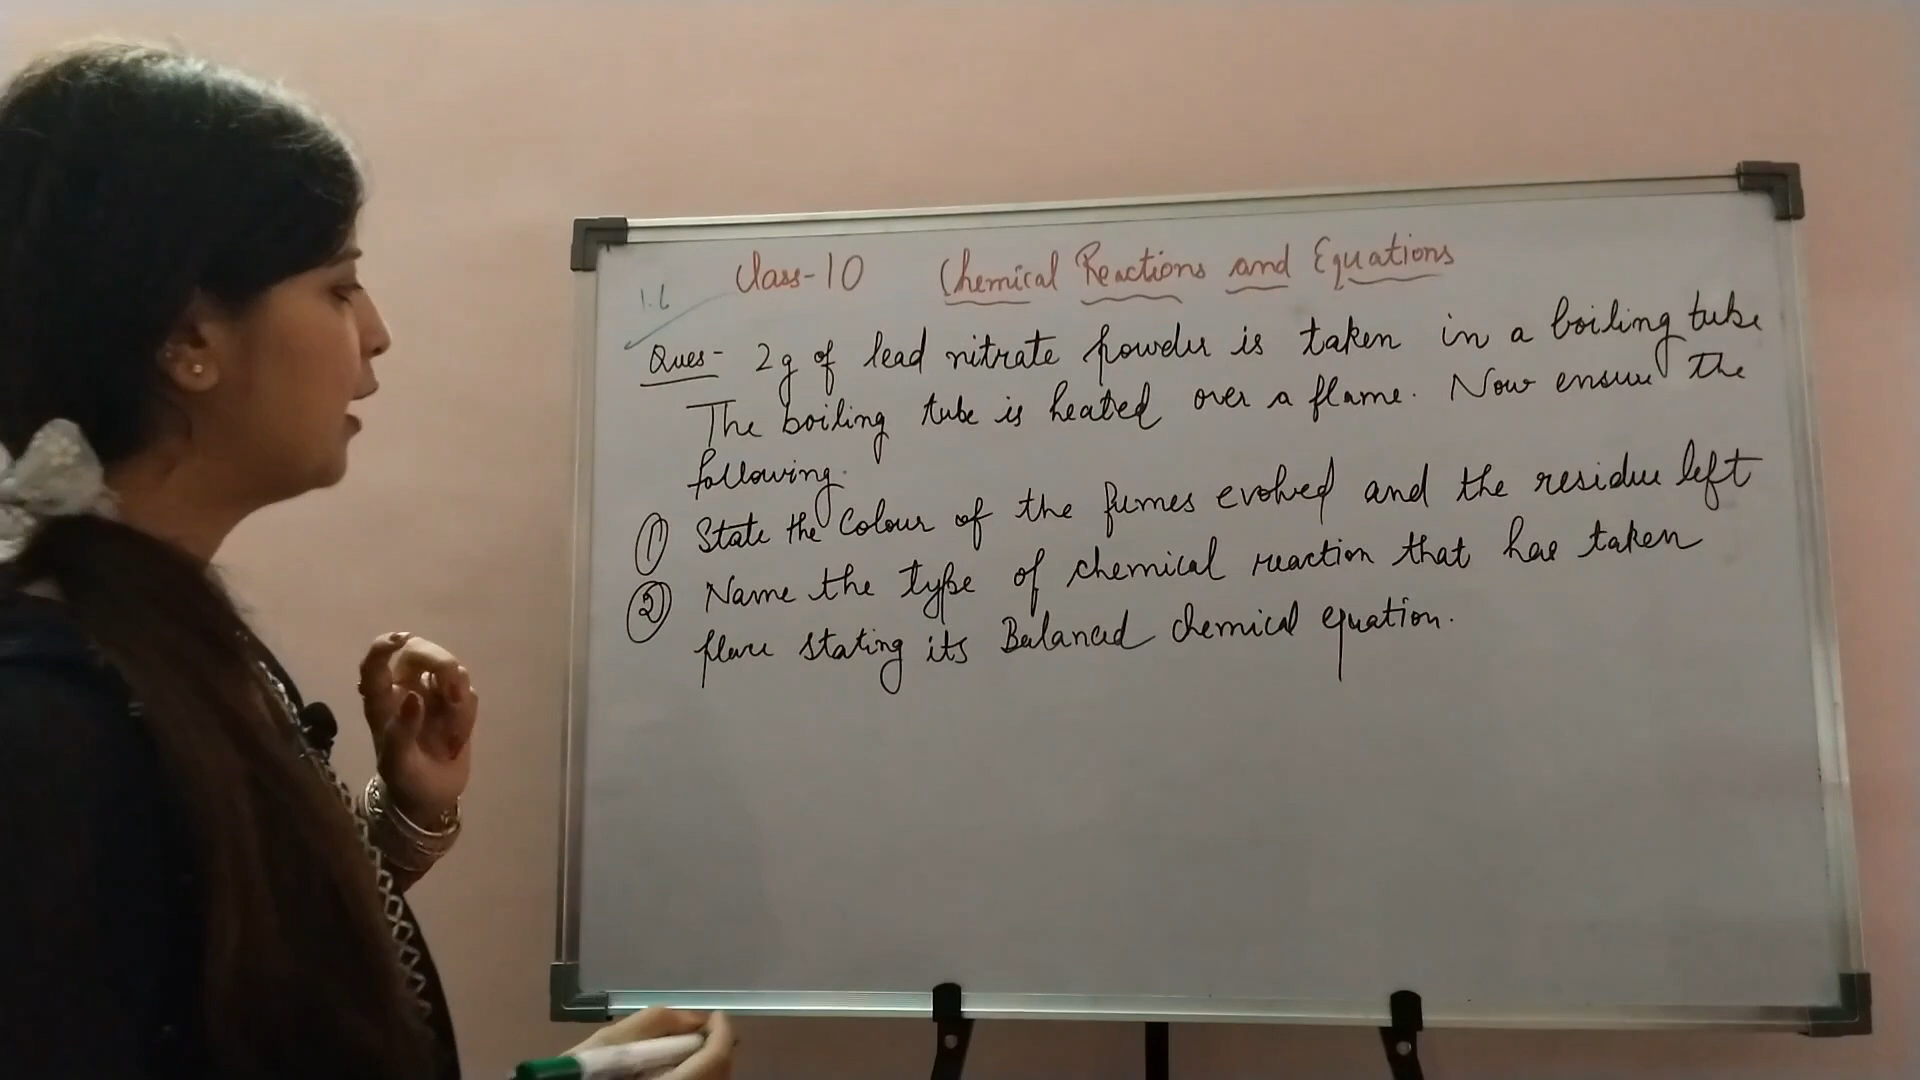 Class-10 Chemical Reactions and Equations
1.6
Ques- 2g of lead nitrate powder is taken in a boiling tube
The boiling tube is heated over a flame. Now ensure the
following.
① State the Colour of the fumes evolved and the residue left
② Name the type of chemical reaction that has taken
place stating its Balanced chemical equation.